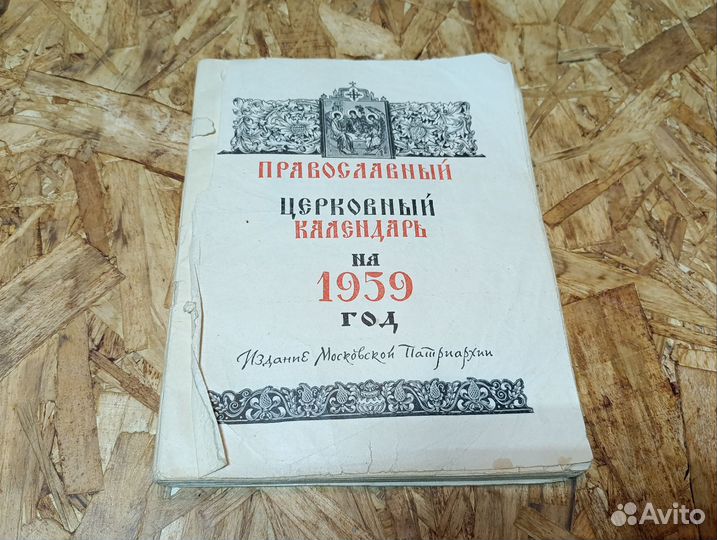 ПРАВОСЛАВНЫЙ
ЦЕРКОВНЫЙ
КАЛЕНДАРЬ
НА
1959
ГОД
Издание Московской Патриархии
Avito